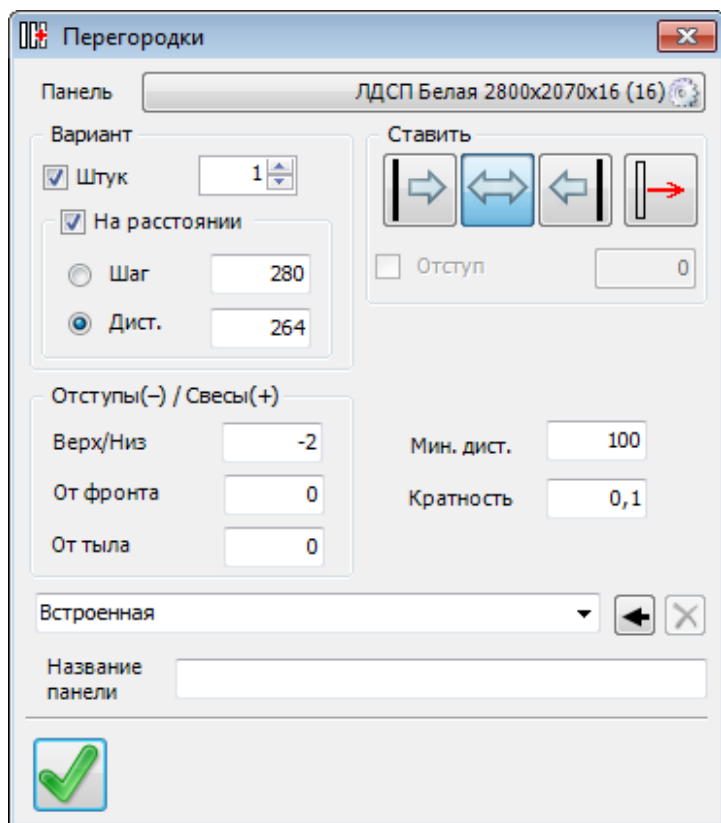 Перегородки
Панель ЛДСП Белая 2800x2070x16 (16)
Вариант
Ставить
Штук 1
На расстоянии
Шаг 280
Отступ 0
Дист. 264
Отступы(–) / Свесы(+)
Верх/Низ -2
Мин. дист. 100
От фронта 0
Кратность 0,1
От тыла 0
Встроенная
Название
панели